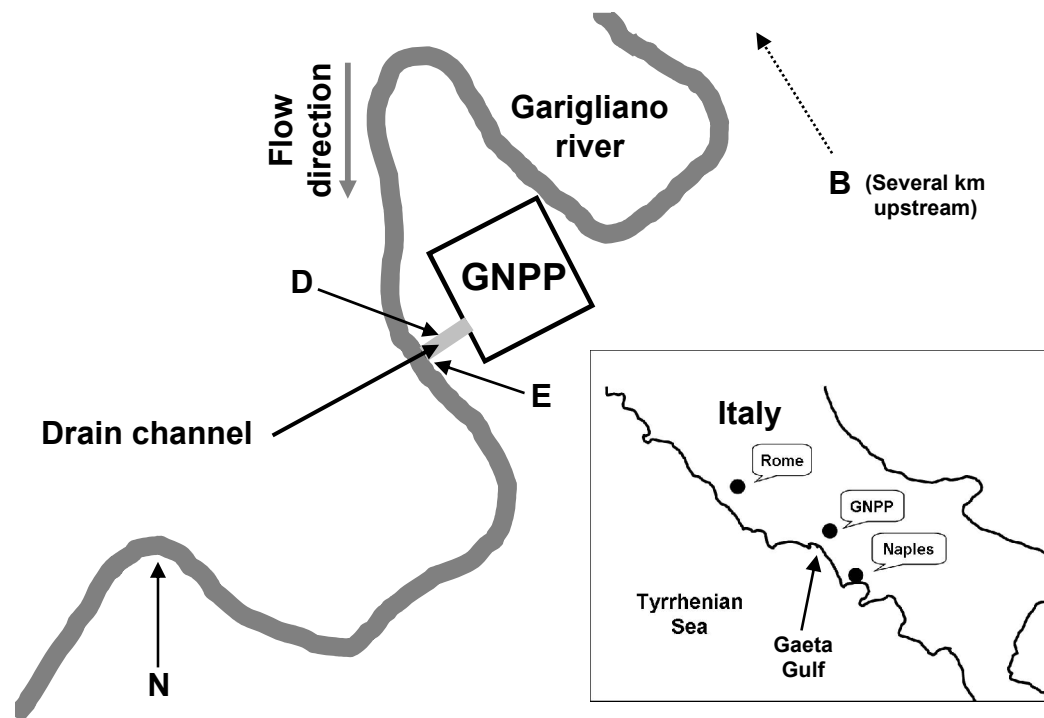 Garigliano
river
Flow
direction
B (Several km
upstream)
GNPP
D
E
Drain channel
N
Italy
Rome
GNPP
Naples
Tyrrhenian
Sea
Gaeta
Gulf